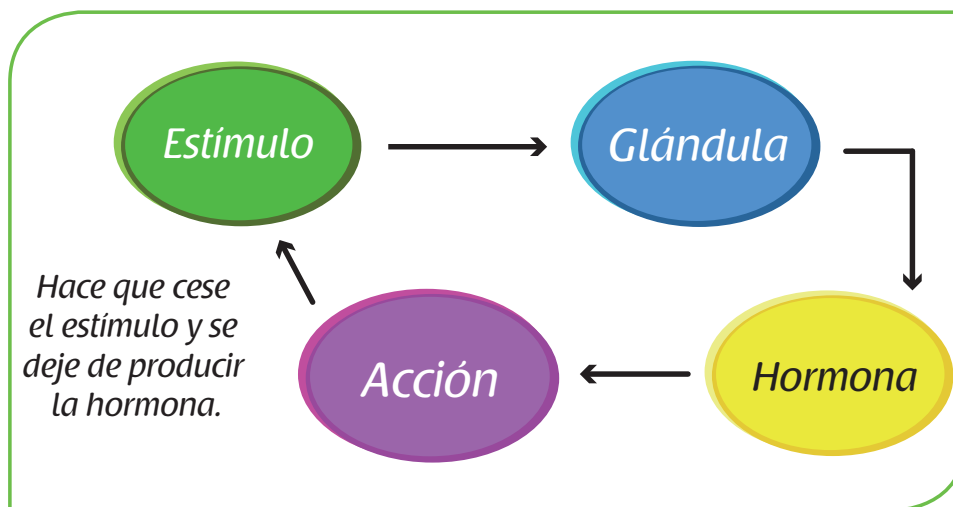 Estímulo
Glándula
Hace que cese
el estímulo y se
deje de producir
la hormona.
Acción
Hormona